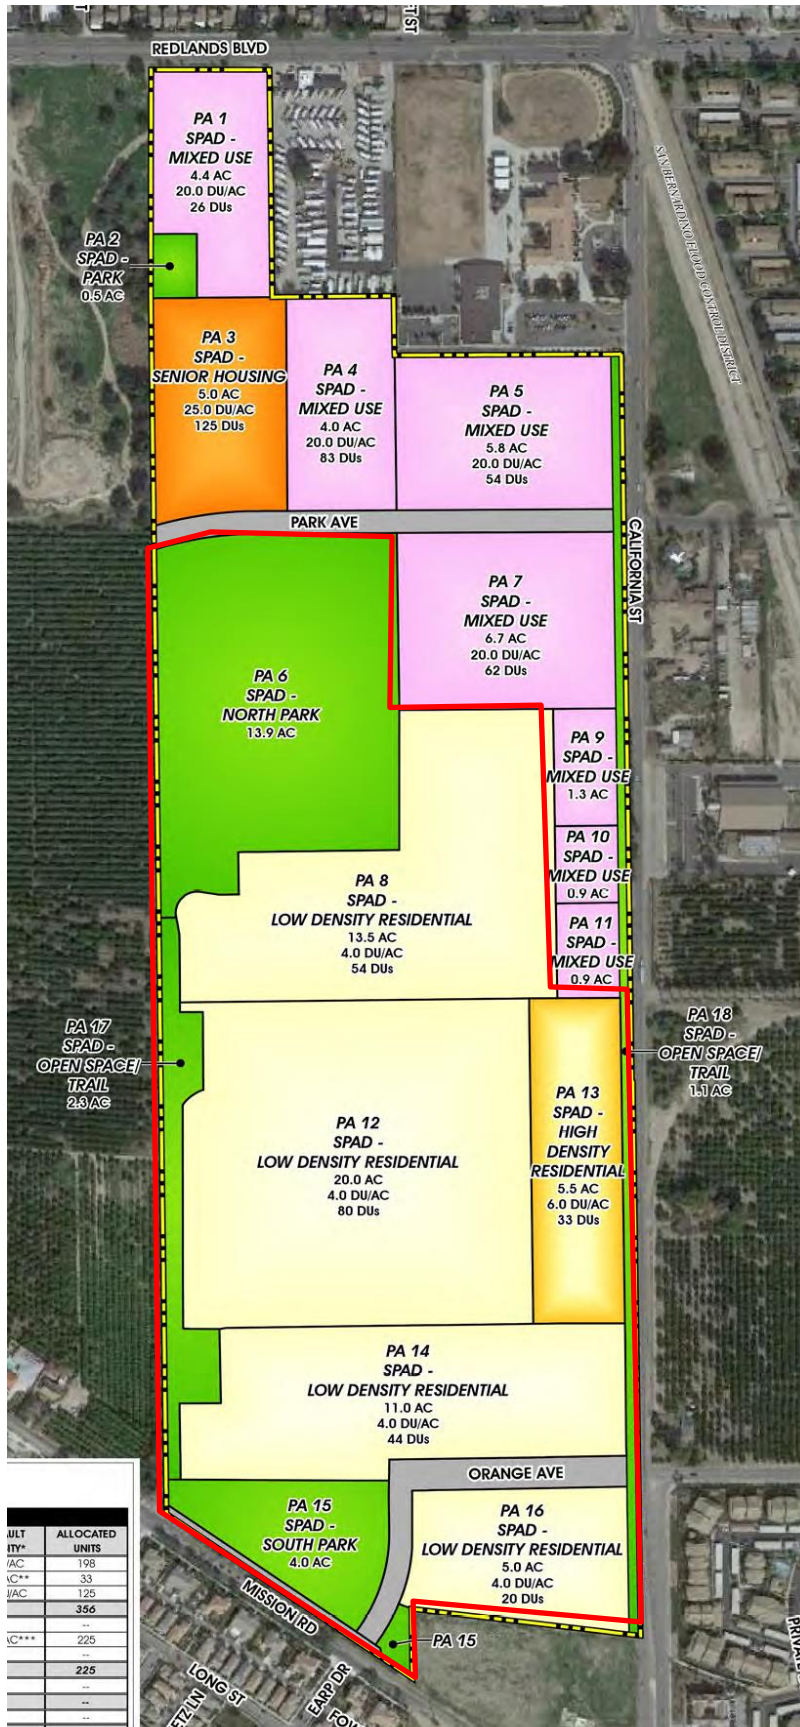 REDLANDS BLVD
T ST
PA 1
SPAD -
MIXED USE
4.4 AC
20.0 DU/AC
26 DUs
SAN BERNARDINO FLOOD CONTROL DISTRICT
PA 2
SPAD -
PARK
0.5 AC
PA 3
SPAD -
SENIOR HOUSING
5.0 AC
25.0 DU/AC
125 DUs
PA 4
SPAD -
MIXED USE
4.0 AC
20.0 DU/AC
83 DUs
PA 5
SPAD -
MIXED USE
5.8 AC
20.0 DU/AC
54 DUs
PARK AVE
CALIFORNIA ST
PA 7
SPAD -
MIXED USE
6.7 AC
20.0 DU/AC
62 DUs
PA 6
SPAD -
NORTH PARK
13.9 AC
PA 9
SPAD -
MIXED USE
1.3 AC
PA 10
SPAD -
MIXED USE
0.9 AC
PA 8
SPAD -
LOW DENSITY RESIDENTIAL
13.5 AC
4.0 DU/AC
54 DUs
PA 11
SPAD -
MIXED USE
0.9 AC
PA 17
SPAD -
OPEN SPACE/
TRAIL
2.3 AC
PA 18
SPAD -
OPEN SPACE/
TRAIL
1.1 AC
PA 12
SPAD -
LOW DENSITY RESIDENTIAL
20.0 AC
4.0 DU/AC
80 DUs
PA 13
SPAD -
HIGH
DENSITY
RESIDENTIAL
5.5 AC
6.0 DU/AC
33 DUs
PA 14
SPAD -
LOW DENSITY RESIDENTIAL
11.0 AC
4.0 DU/AC
44 DUs
ORANGE AVE
PA 15
SPAD -
SOUTH PARK
4.0 AC
PA 16
SPAD -
LOW DENSITY RESIDENTIAL
5.0 AC
4.0 DU/AC
20 DUs
MISSION RD
PA 15
LONG ST
EARP DR
ETZ LN
FOW
PRIVA
AULT ALLOCATED
ITY* UNITS
/AC 198
AC** 33
U/AC 125
356
--
AC*** 225
--
225
--
--
--